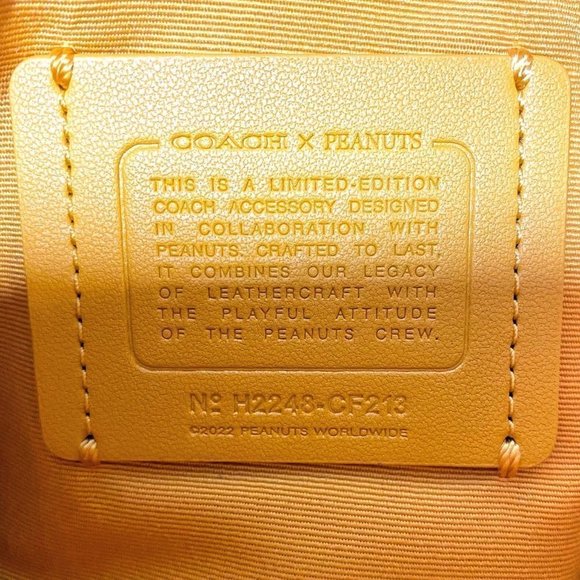 COACH X PEANUTS
THIS IS A LIMITED-EDITION
COACH ACCESSORY DESIGNED
IN COLLABORATION WITH
PEANUTS. CRAFTED TO LAST,
IT COMBINES OUR LEGACY
OF LEATHERCRAFT WITH
THE PLAYFUL ATTITUDE
OF THE PEANUTS CREW.
Nº H2248-CF213
©2022 PEANUTS WORLDWIDE